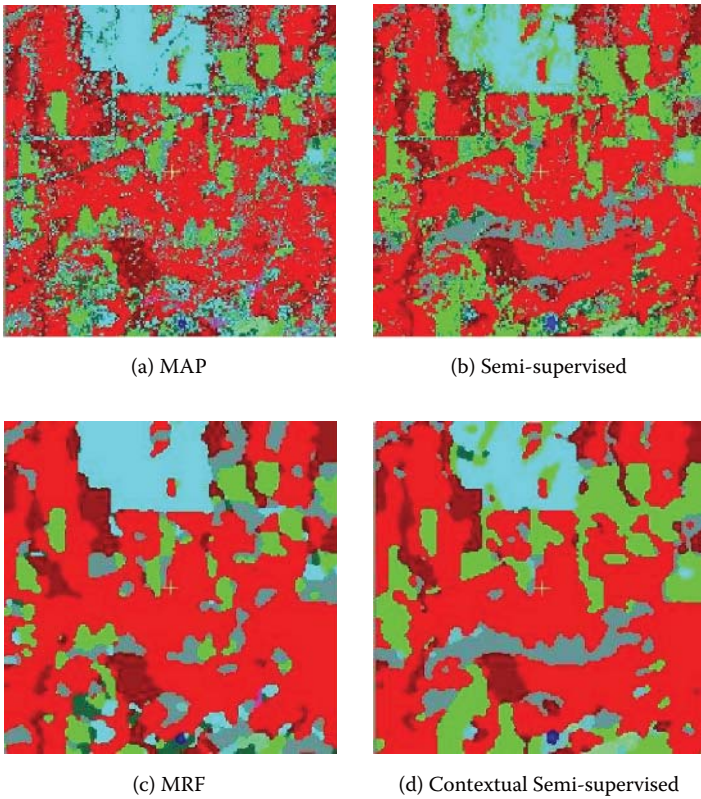 (a) MAP
(b) Semi-supervised
(c) MRF
(d) Contextual Semi-supervised